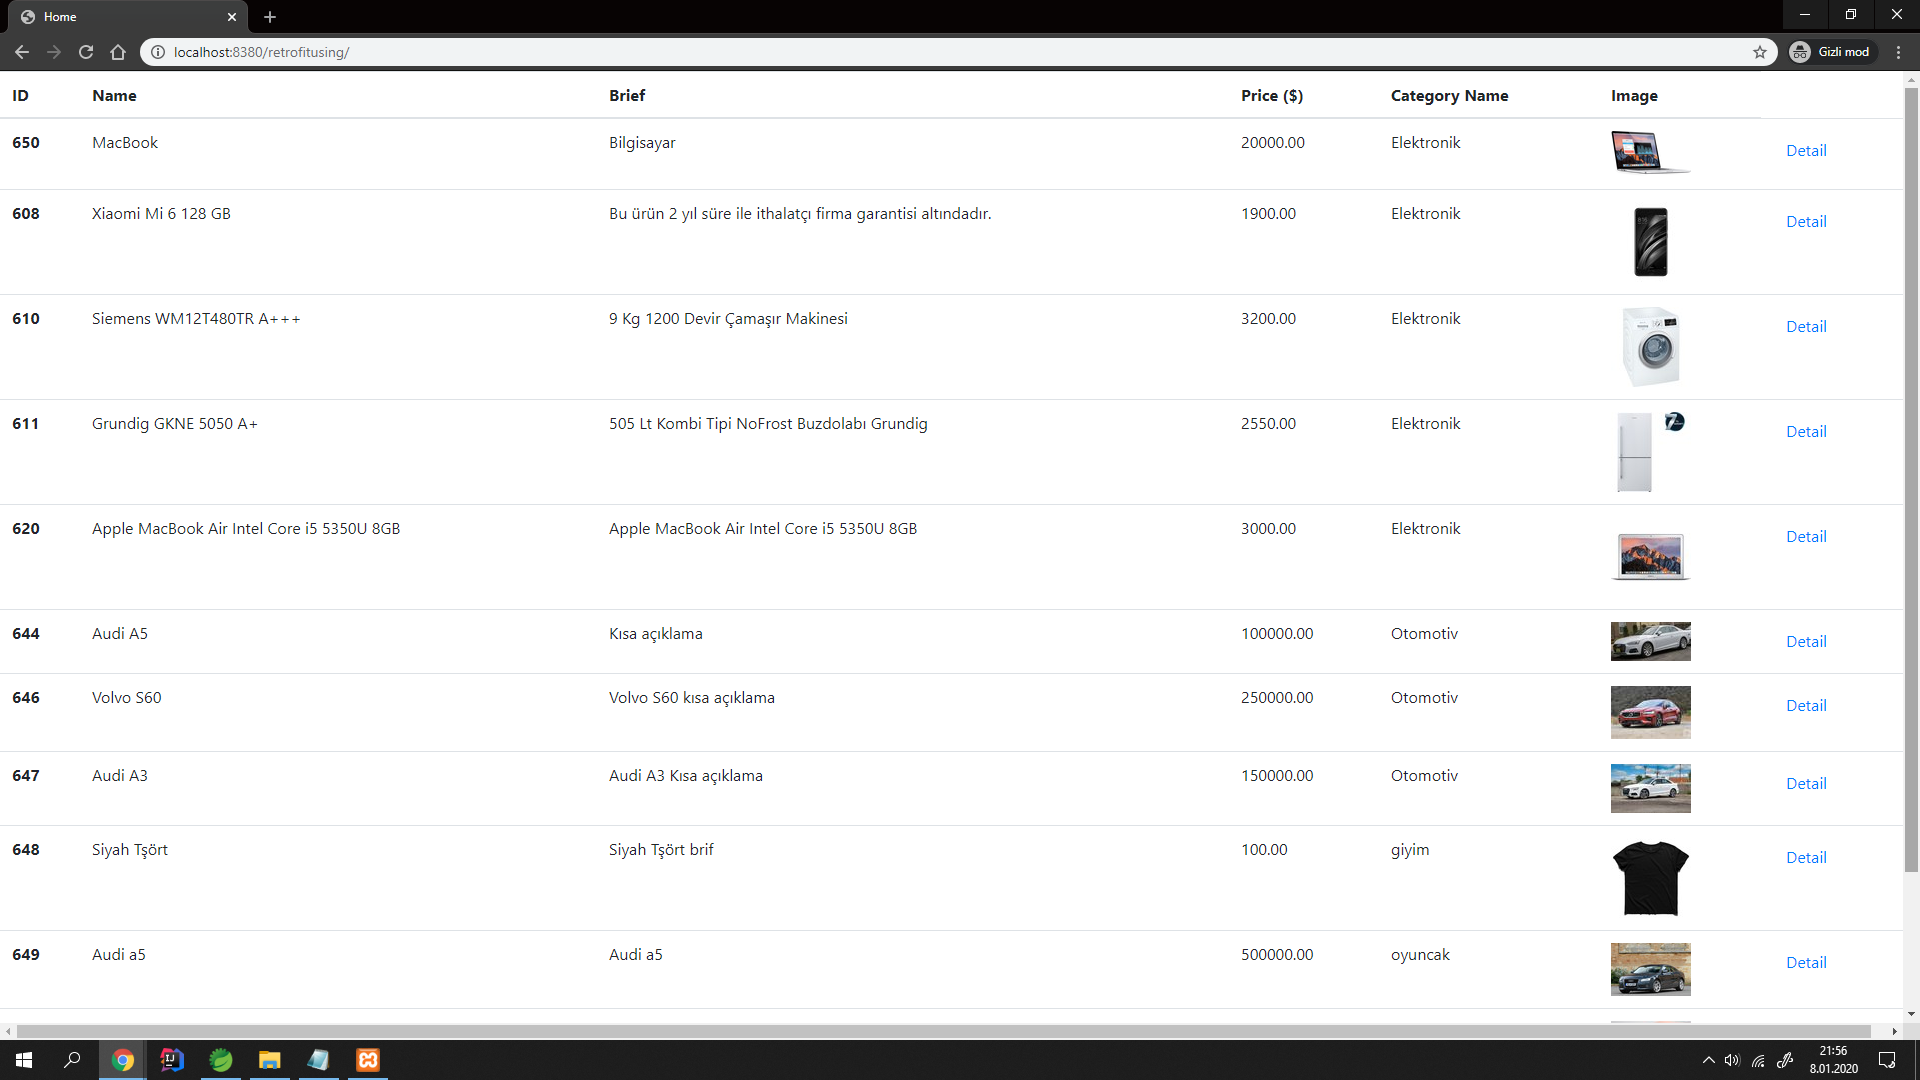 Home
localhost:8380/retrofitusing/
Gizli mod
ID Name Brief Price ($) Category Name Image
650 MacBook Bilgisayar 20000.00 Elektronik Detail
608 Xiaomi Mi 6 128 GB Bu ürün 2 yıl süre ile ithalatçı firma garantisi altındadır. 1900.00 Elektronik Detail
610 Siemens WM12T480TR A+++ 9 Kg 1200 Devir Çamaşır Makinesi 3200.00 Elektronik Detail
611 Grundig GKNE 5050 A+ 505 Lt Kombi Tipi NoFrost Buzdolabı Grundig 2550.00 Elektronik Detail
620 Apple MacBook Air Intel Core i5 5350U 8GB Apple MacBook Air Intel Core i5 5350U 8GB 3000.00 Elektronik Detail
644 Audi A5 Kısa açıklama 100000.00 Otomotiv Detail
646 Volvo S60 Volvo S60 kısa açıklama 250000.00 Otomotiv Detail
647 Audi A3 Audi A3 Kısa açıklama 150000.00 Otomotiv Detail
648 Siyah Tşört Siyah Tşört brif 100.00 giyim Detail
649 Audi a5 Audi a5 500000.00 oyuncak Detail
21:56
8.01.2020